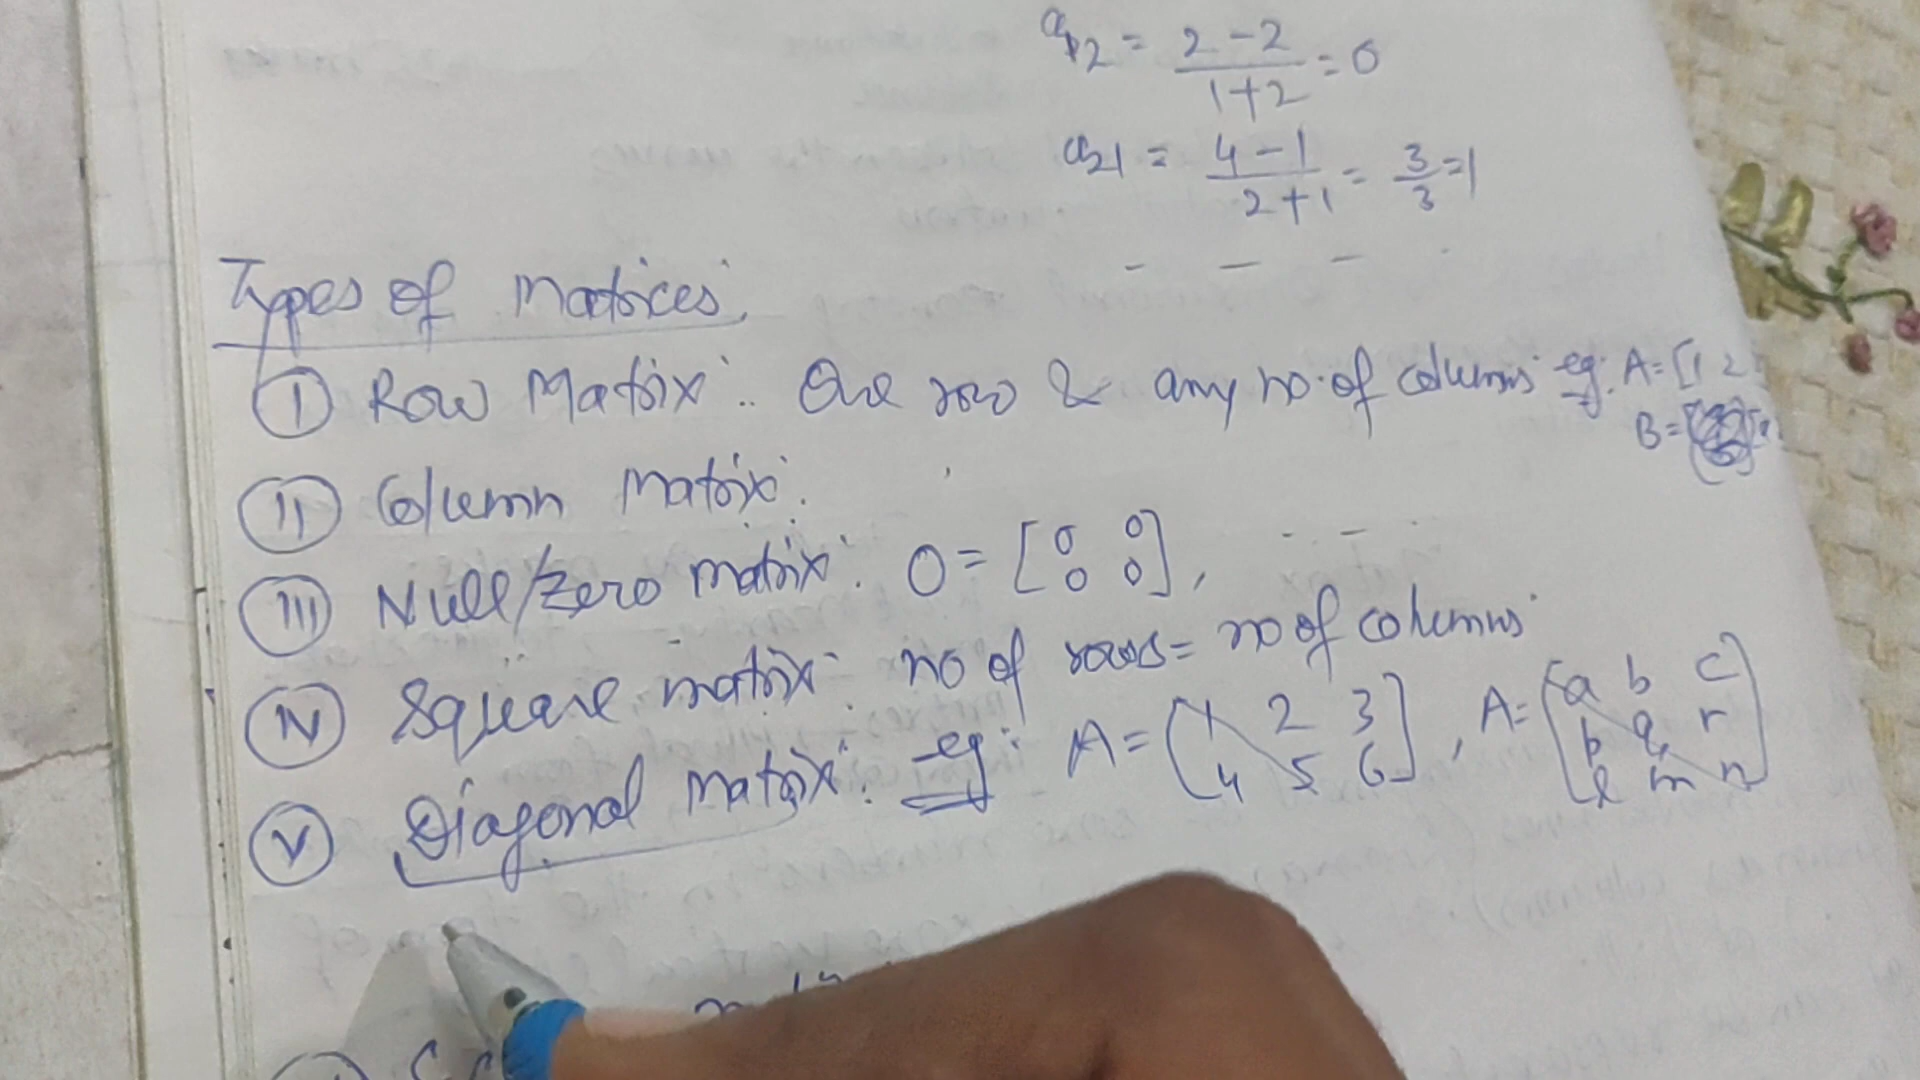 a12 = 2-2 / 1+2 = 0
a21 = 4-1 / 2+1 = 3/3 = 1
- - -
Types of matrices.
I Row Matrix: One row & any no. of columns eg: A=[1 2
B=
II Column matrix:
III Null/zero matrix: O = [0 0 0 0], - -
IV Square matrix: no of rows = no of columns
V Diagonal matrix: eg: A = [1 2 3 4 5 6], A = [a b c p q r l m n]